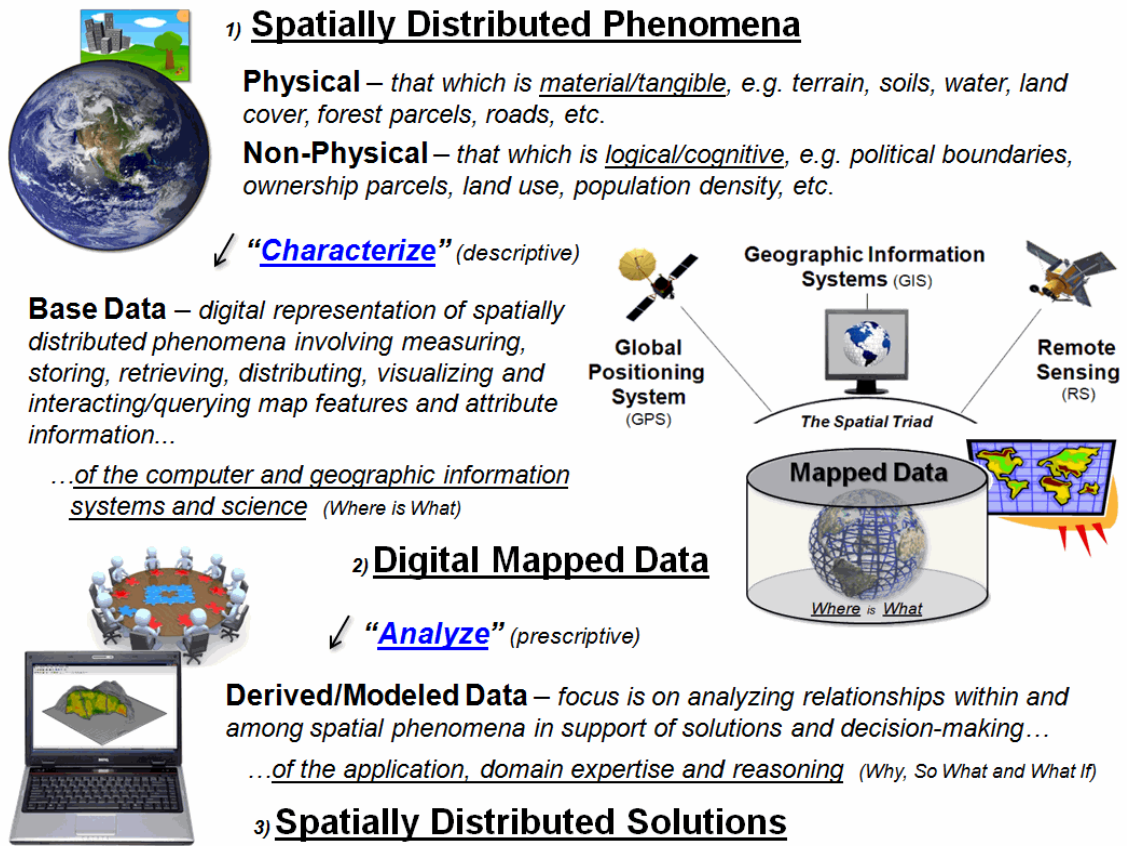 1) Spatially Distributed Phenomena
Physical – that which is material/tangible, e.g. terrain, soils, water, land
cover, forest parcels, roads, etc.
Non-Physical – that which is logical/cognitive, e.g. political boundaries,
ownership parcels, land use, population density, etc.
“Characterize” (descriptive)
Base Data – digital representation of spatially
distributed phenomena involving measuring,
storing, retrieving, distributing, visualizing and
interacting/querying map features and attribute
information...
…of the computer and geographic information
systems and science (Where is What)
Geographic Information
Systems (GIS)
Global
Positioning
System
(GPS)
Remote
Sensing
(RS)
The Spatial Triad
Mapped Data
Where is What
2) Digital Mapped Data
“Analyze” (prescriptive)
Derived/Modeled Data – focus is on analyzing relationships within and
among spatial phenomena in support of solutions and decision-making…
…of the application, domain expertise and reasoning (Why, So What and What If)
3) Spatially Distributed Solutions